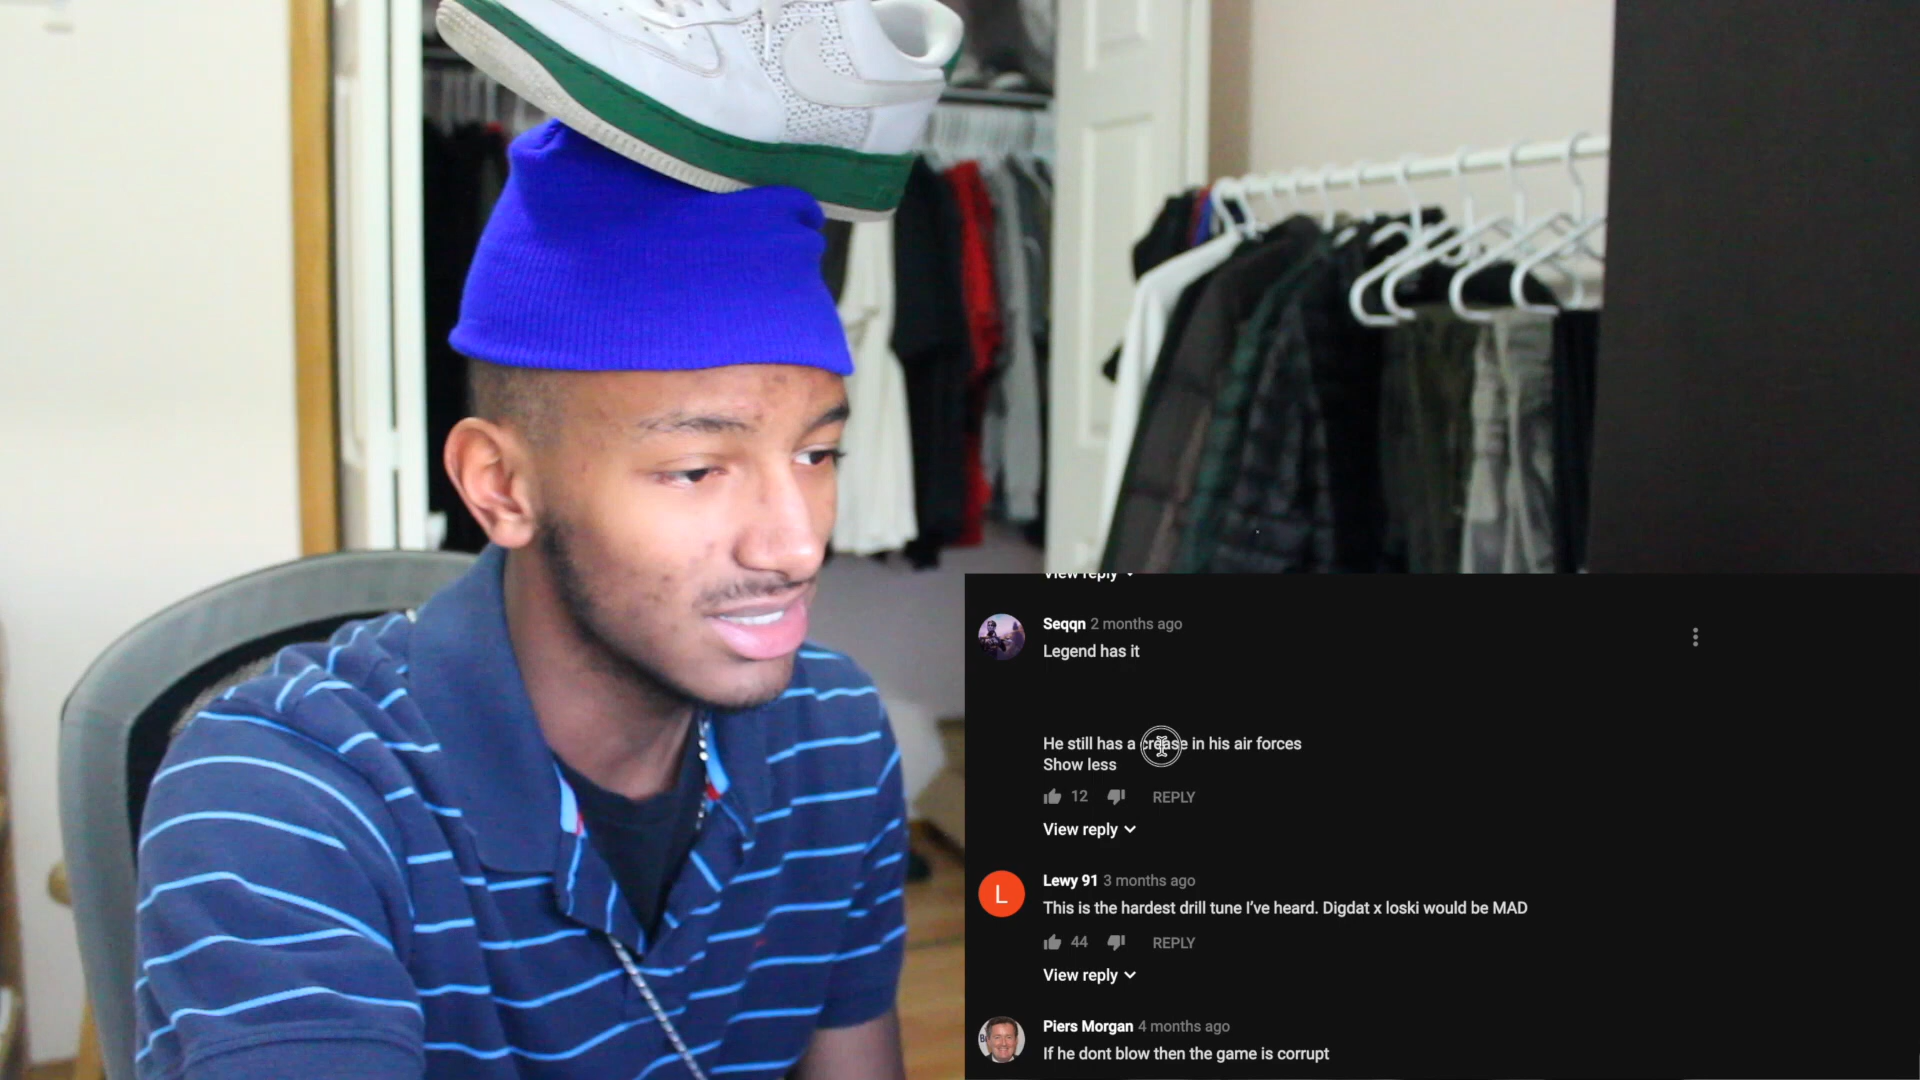 View reply
Seqqn 2 months ago
Legend has it
He still has a crease in his air forces
Show less
12 REPLY
View reply
L
Lewy 91 3 months ago
This is the hardest drill tune I've heard. Digdat x loski would be MAD
44 REPLY
View reply
Piers Morgan 4 months ago
If he dont blow then the game is corrupt